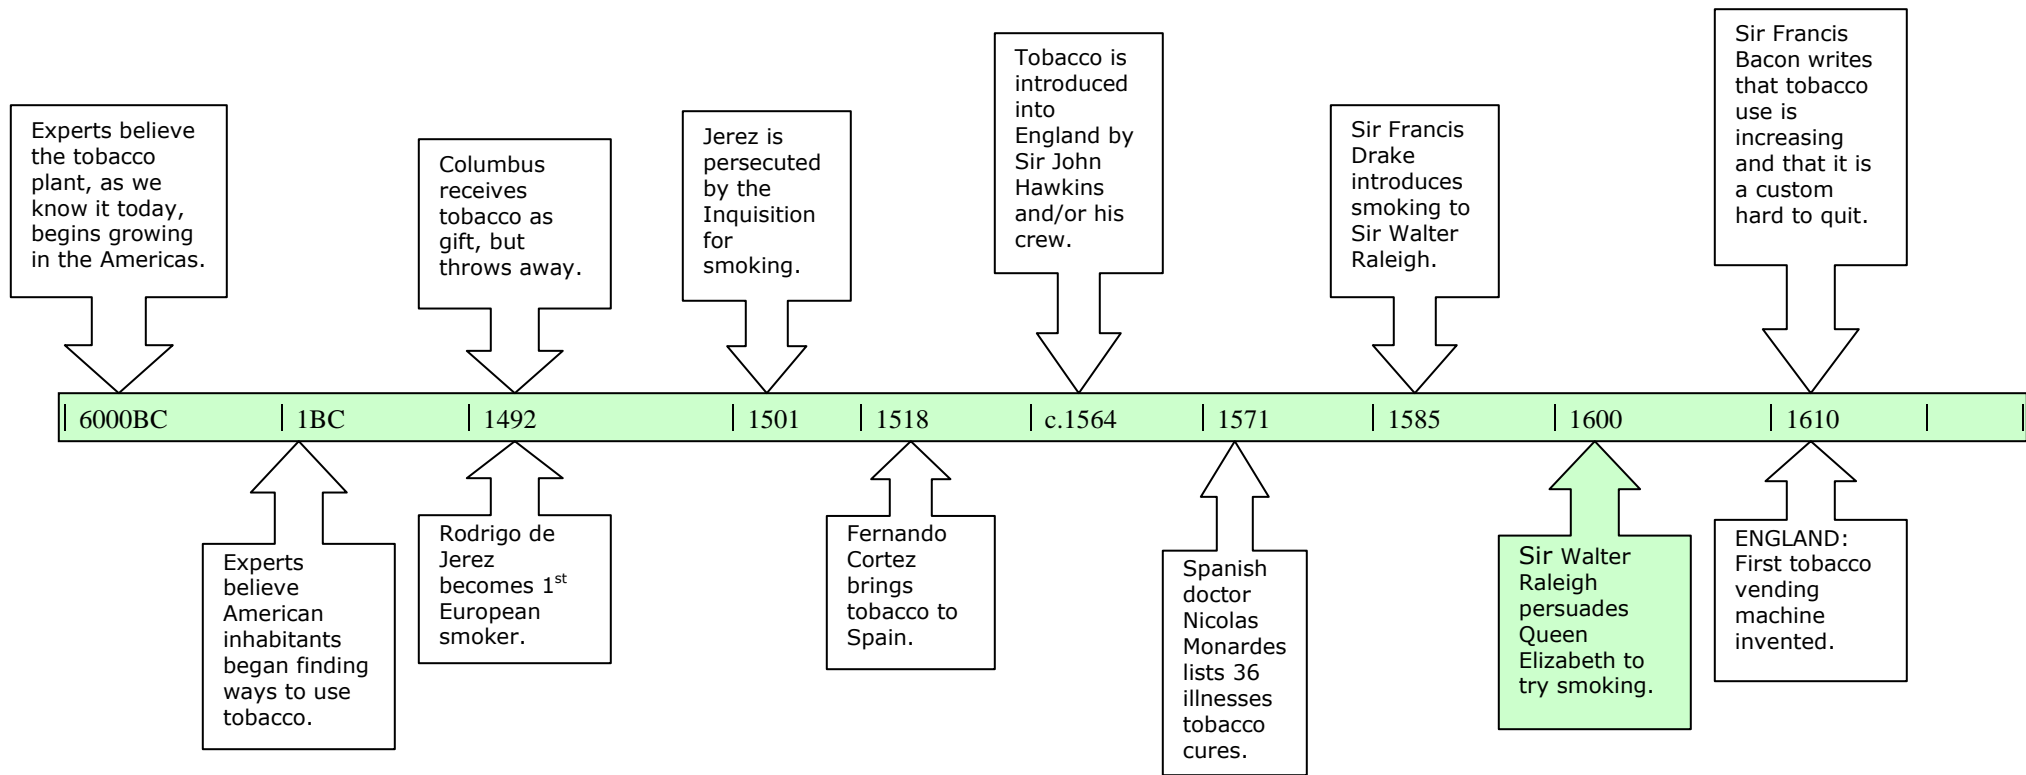 Experts believe
the tobacco
plant, as we
know it today,
begins growing
in the Americas.
Columbus
receives
tobacco as
gift, but
throws away.
Jerez is
persecuted
by the
Inquisition
for
smoking.
Tobacco is
introduced
into
England by
Sir John
Hawkins
and/or his
crew.
Sir Francis
Drake
introduces
smoking to
Sir Walter
Raleigh.
Sir Francis
Bacon writes
that tobacco
use is
increasing
and that it is
a custom
hard to quit.
| 6000BC | 1BC | 1492 | 1501 | 1518 | c.1564 | 1571 | 1585 | 1600 | 1610 | |
Experts
believe
American
inhabitants
began finding
ways to use
tobacco.
Rodrigo de
Jerez
becomes 1st
European
smoker.
Fernando
Cortez
brings
tobacco to
Spain.
Spanish
doctor
Nicolas
Monardes
lists 36
illnesses
tobacco
cures.
Sir Walter
Raleigh
persuades
Queen
Elizabeth to
try smoking.
ENGLAND:
First tobacco
vending
machine
invented.